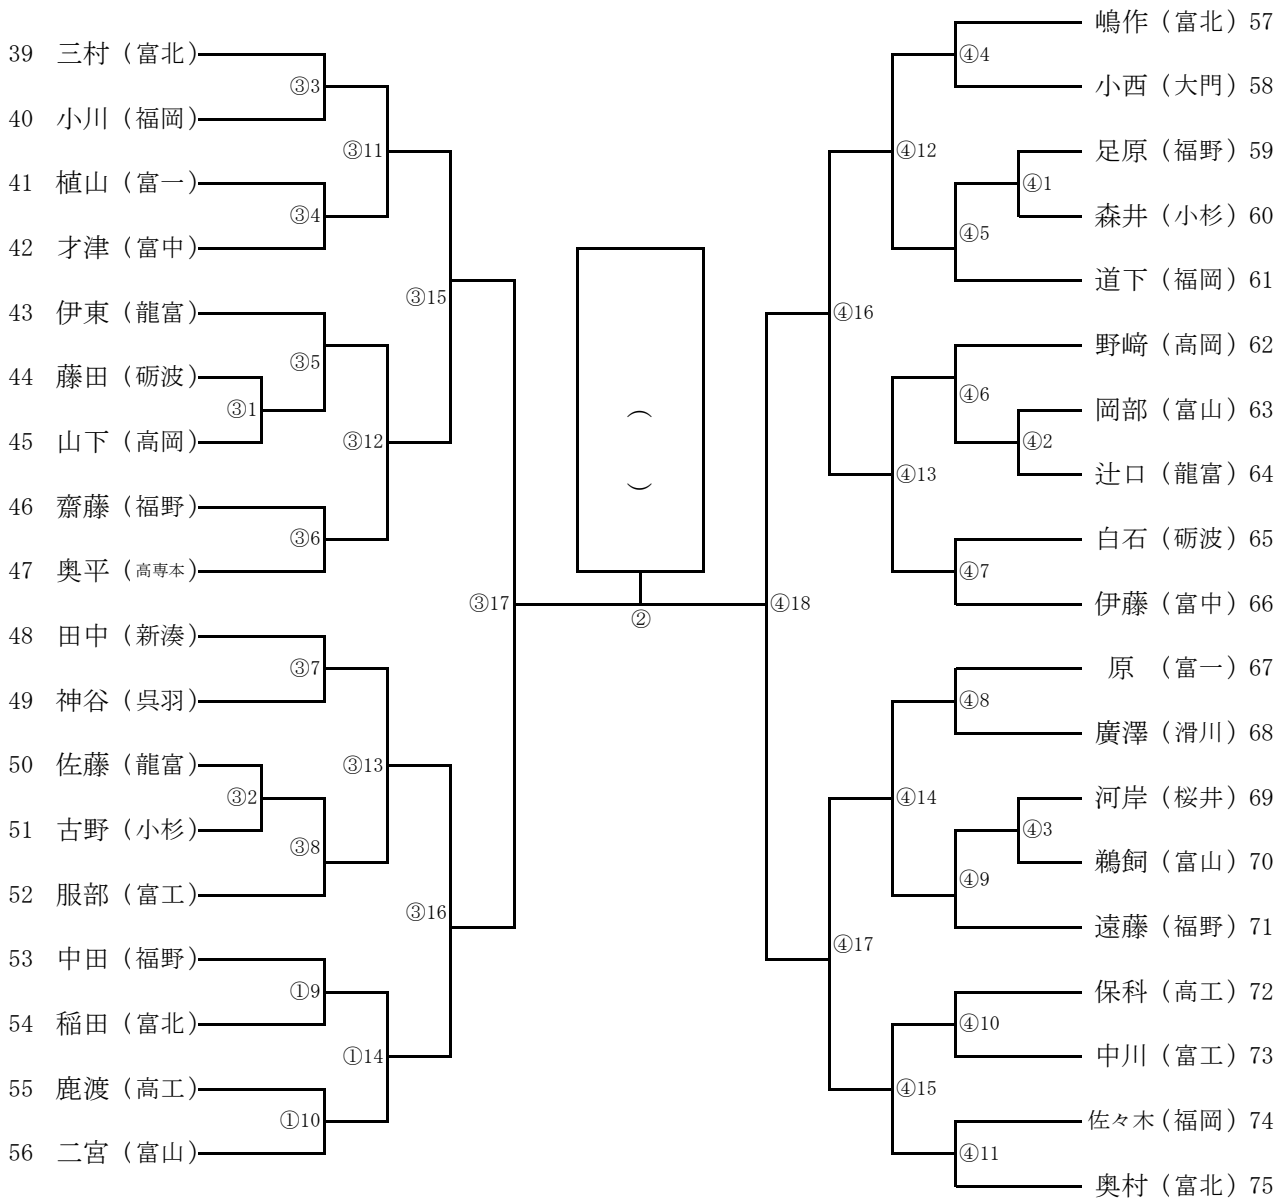 39 三村（富北）
40 小川（福岡）
41 植山（富一）
42 才津（富中）
43 伊東（龍富）
44 藤田（砺波）
45 山下（高岡）
46 齋藤（福野）
47 奥平（高専本）
48 田中（新湊）
49 神谷（呉羽）
50 佐藤（龍富）
51 古野（小杉）
52 服部（富工）
53 中田（福野）
54 稲田（富北）
55 鹿渡（高工）
56 二宮（富山）
③3
③11
③4
③15
③5
③1
③12
③6
③17
③7
③13
③2
③8
③16
①9
①14
①10
（
）
②
④4
④12
④1
④5
④16
④6
④2
④13
④7
④18
④8
④14
④3
④9
④17
④10
④15
④11
嶋作（富北）57
小西（大門）58
足原（福野）59
森井（小杉）60
道下（福岡）61
野﨑（高岡）62
岡部（富山）63
辻口（龍富）64
白石（砺波）65
伊藤（富中）66
原（富一）67
廣澤（滑川）68
河岸（桜井）69
鵜飼（富山）70
遠藤（福野）71
保科（高工）72
中川（富工）73
佐々木（福岡）74
奥村（富北）75